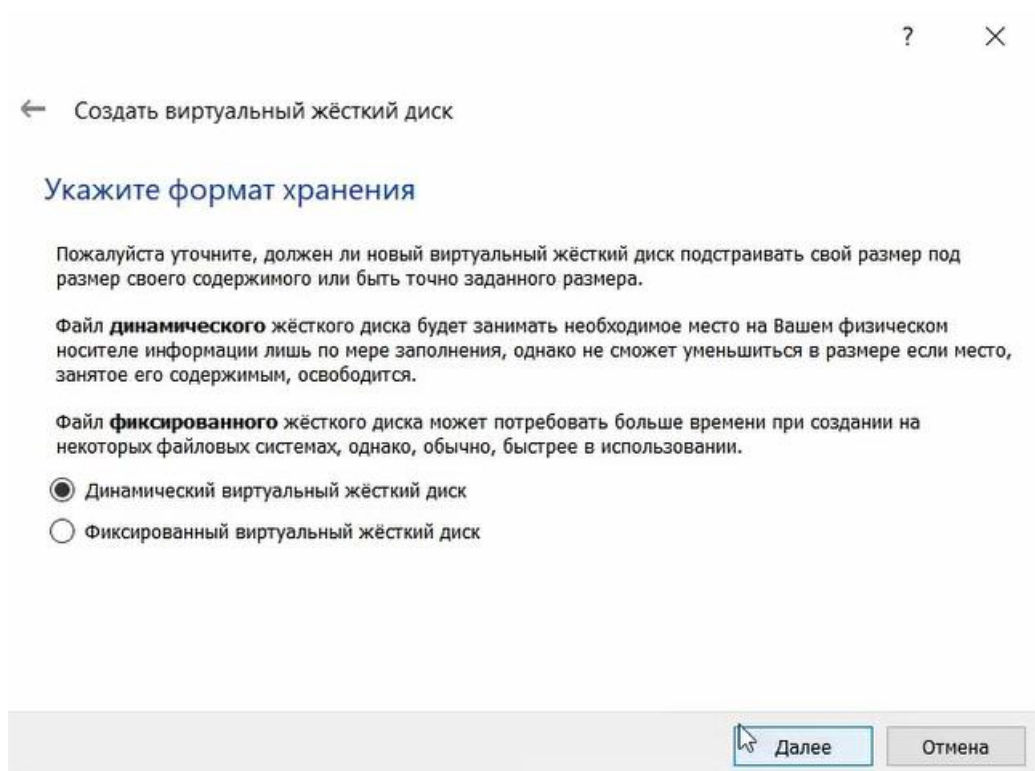 ?
Создать виртуальный жёсткий диск
Укажите формат хранения
Пожалуйста уточните, должен ли новый виртуальный жёсткий диск подстраивать свой размер под
размер своего содержимого или быть точно заданного размера.
Файл динамического жёсткого диска будет занимать необходимое место на Вашем физическом
носителе информации лишь по мере заполнения, однако не сможет уменьшиться в размере если место,
занятое его содержимым, освободится.
Файл фиксированного жёсткого диска может потребовать больше времени при создании на
некоторых файловых системах, однако, обычно, быстрее в использовании.
Динамический виртуальный жёсткий диск
Фиксированный виртуальный жёсткий диск
Далее Отмена